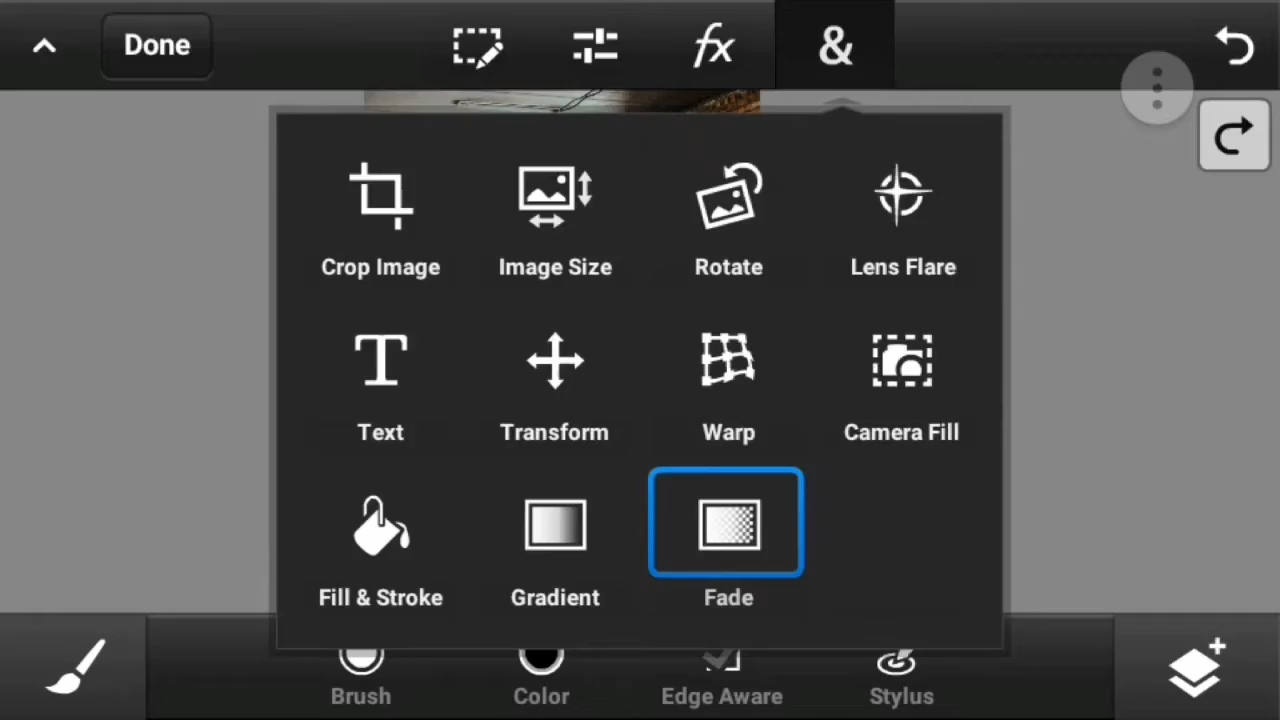 Done fx &
Crop Image Image Size Rotate Lens Flare
Text Transform Warp Camera Fill
Fill & Stroke Gradient Fade
Brush Color Edge Aware Stylus